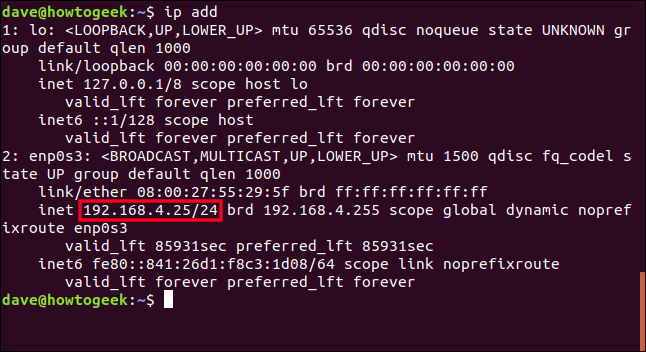 dave@howtogeek:~$ ip add
1: lo: <LOOPBACK,UP,LOWER_UP> mtu 65536 qdisc noqueue state UNKNOWN gr
oup default qlen 1000
    link/loopback 00:00:00:00:00:00 brd 00:00:00:00:00:00
    inet 127.0.0.1/8 scope host lo
       valid_lft forever preferred_lft forever
    inet6 ::1/128 scope host
       valid_lft forever preferred_lft forever
2: enp0s3: <BROADCAST,MULTICAST,UP,LOWER_UP> mtu 1500 qdisc fq_codel s
tate UP group default qlen 1000
    link/ether 08:00:27:55:29:5f brd ff:ff:ff:ff:ff:ff
    inet 192.168.4.25/24 brd 192.168.4.255 scope global dynamic nopref
ixroute enp0s3
       valid_lft 85931sec preferred_lft 85931sec
    inet6 fe80::841:26d1:f8c3:1d08/64 scope link noprefixroute
       valid_lft forever preferred_lft forever
dave@howtogeek:~$